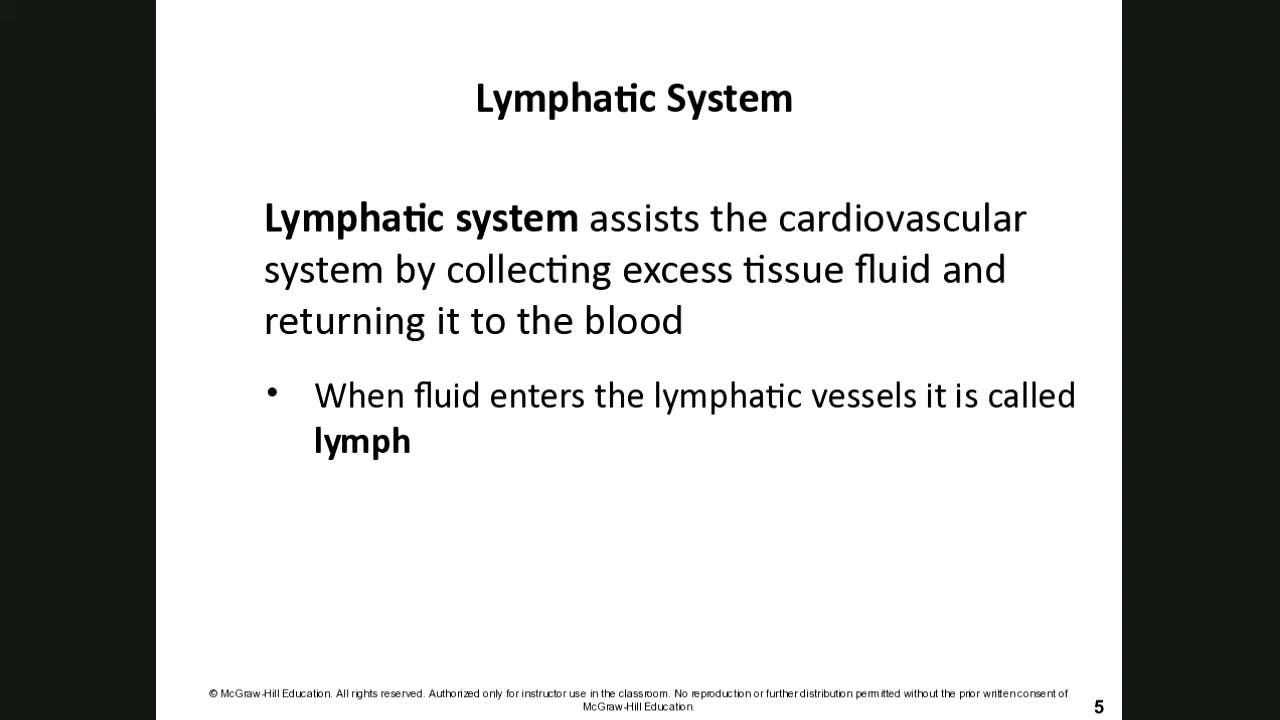 Lymphatic System
Lymphatic system assists the cardiovascular
system by collecting excess tissue fluid and
returning it to the blood
• When fluid enters the lymphatic vessels it is called
lymph
© McGraw-Hill Education. All rights reserved. Authorized only for instructor use in the classroom. No reproduction or further distribution permitted without the prior written consent of
McGraw-Hill Education.
5